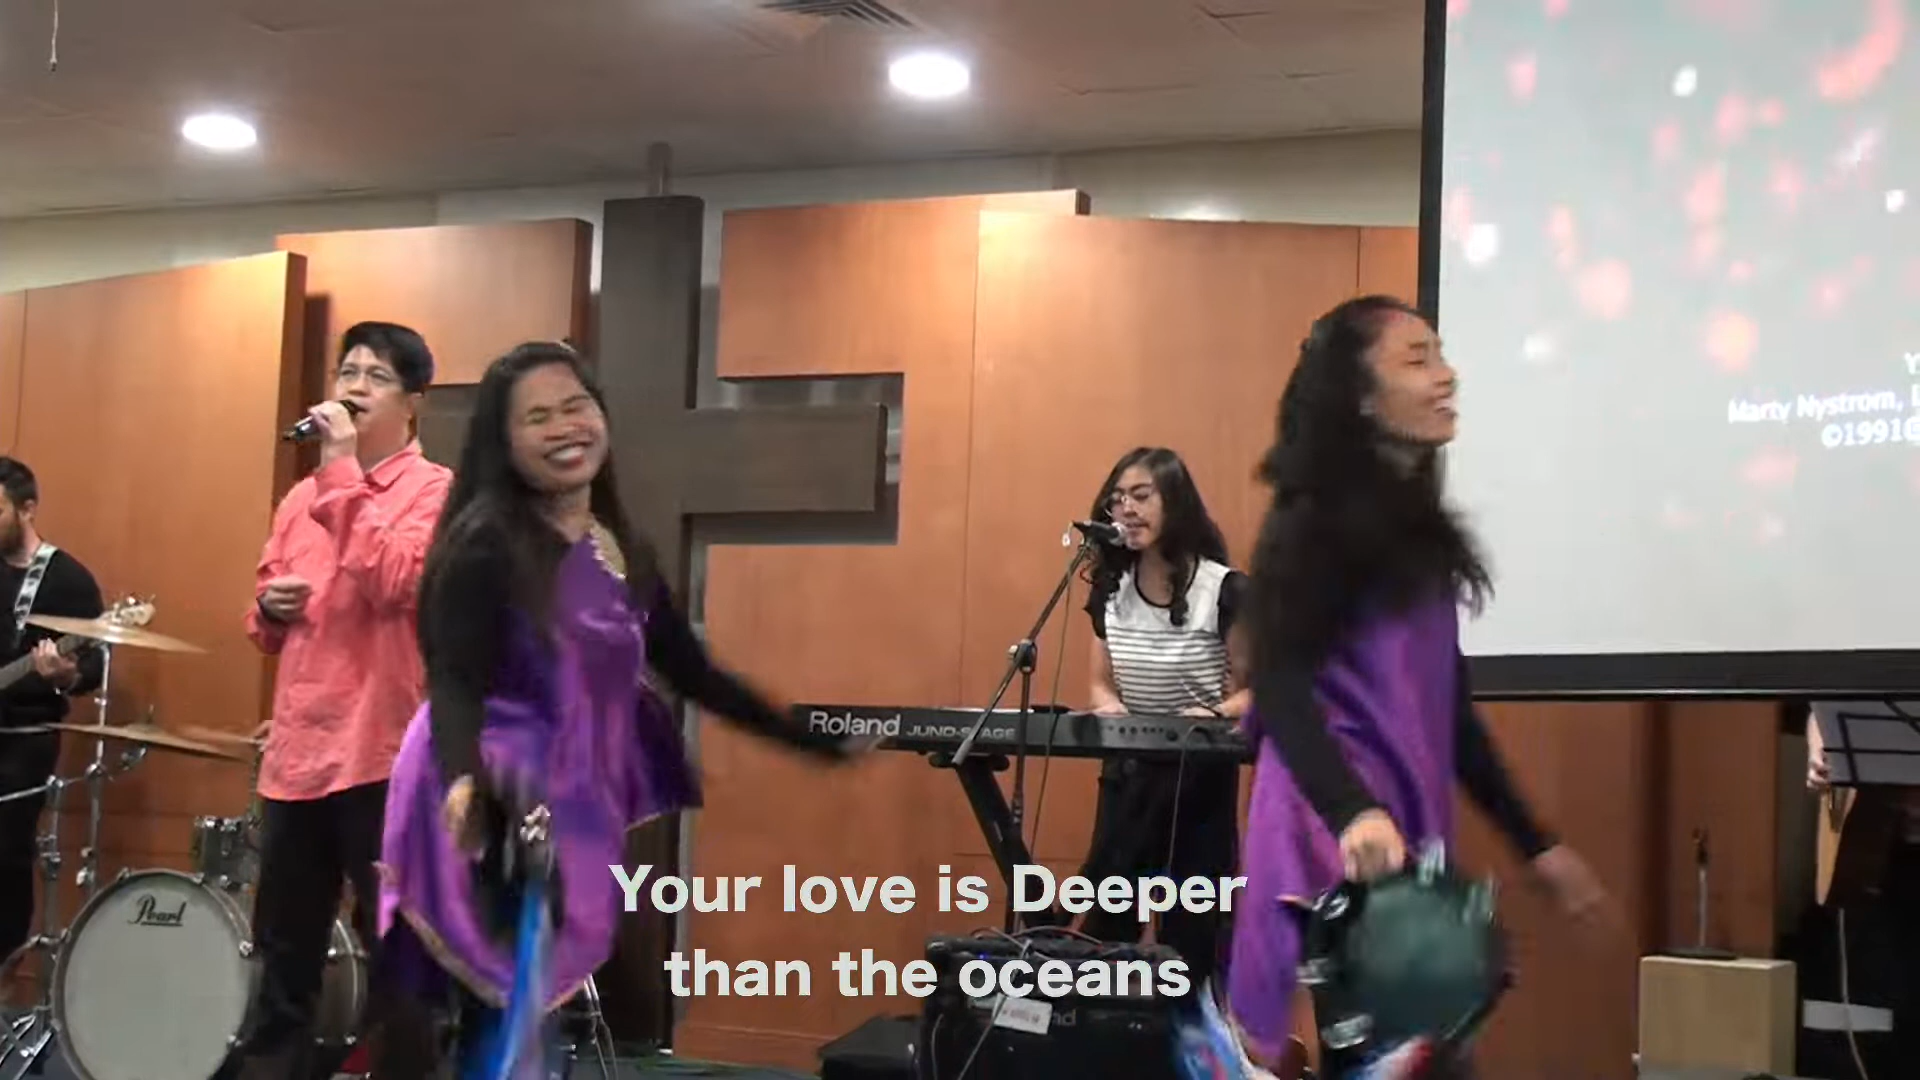 Marty Nystrom,
©1991
Roland JUNO-STAGE
Pearl
Your love is Deeper
than the oceans